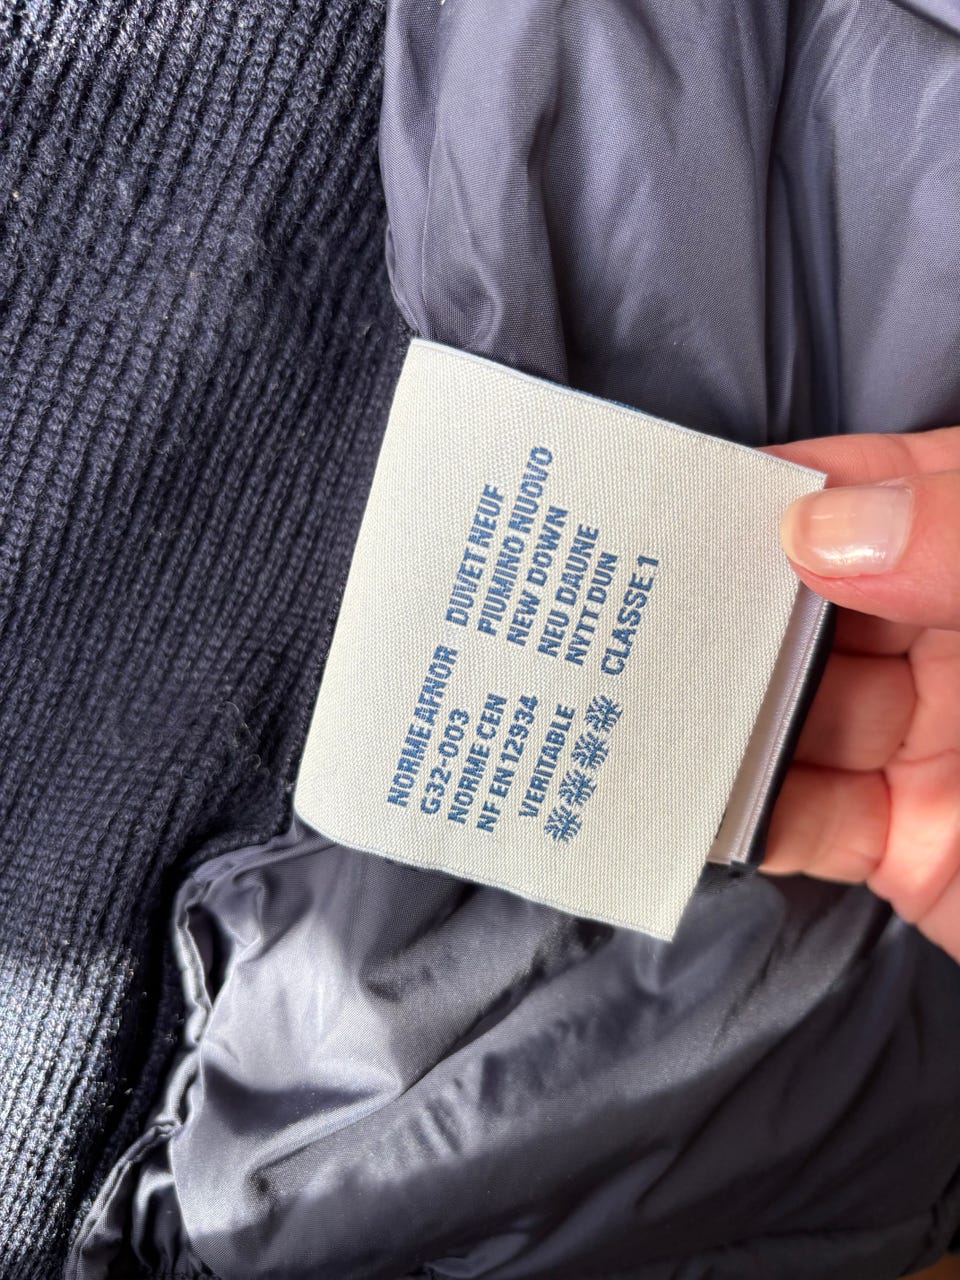 NORME AFNOR
G32-003
NORME CEN
NF EN 12934
VERITABLE
DUVET NEUF
PIUMINO NUOVO
NEW DOWN
NEU DAUNE
NYTT DUN
CLASSE 1